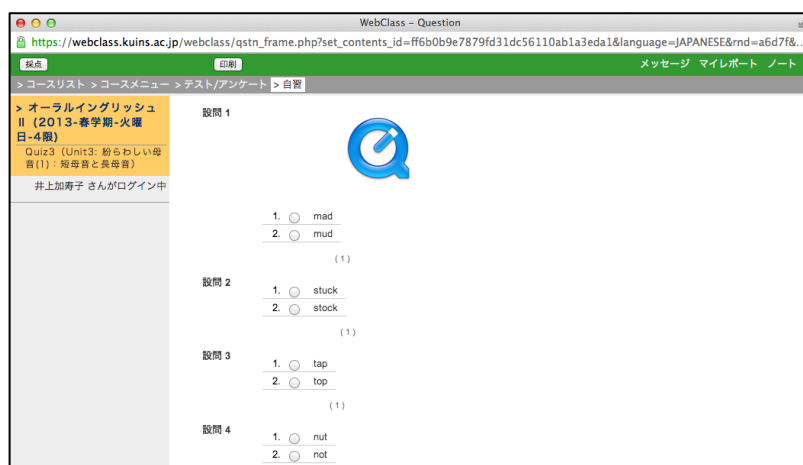 WebClass – Question
https://webclass.kuins.ac.jp/webclass/qstn_frame.php?set_contents_id=ff6b0b9e7879fd31dc56110ab1a3eda1&language=JAPANESE&rnd=a6d7f&...
採点 印刷 メッセージ マイレポート ノート
> コースリスト > コースメニュー > テスト/アンケート > 自習
> オーラルイングリッシュ
II (2013-春学期-火曜
日-4限)
Quiz3 (Unit3: 紛らわしい母
音(1):短母音と長母音)
井上加寿子 さんがログイン中
設問 1
1. mad
2. mud
(1)
設問 2
1. stuck
2. stock
(1)
設問 3
1. tap
2. top
(1)
設問 4
1. nut
2. not